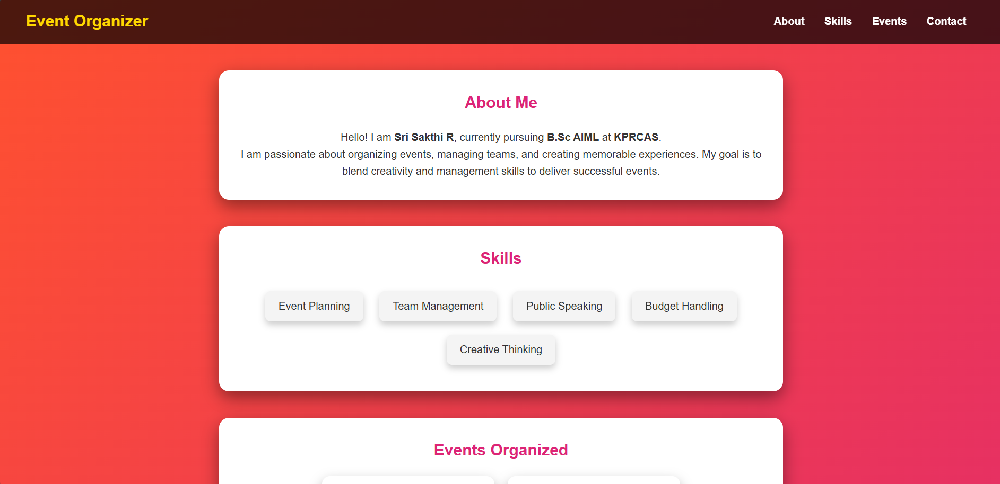 Event Organizer
About Skills Events Contact
About Me
Hello! I am Sri Sakthi R, currently pursuing B.Sc AIML at KPRCAS.
I am passionate about organizing events, managing teams, and creating memorable experiences. My goal is to
blend creativity and management skills to deliver successful events.
Skills
Event Planning Team Management Public Speaking Budget Handling
Creative Thinking
Events Organized